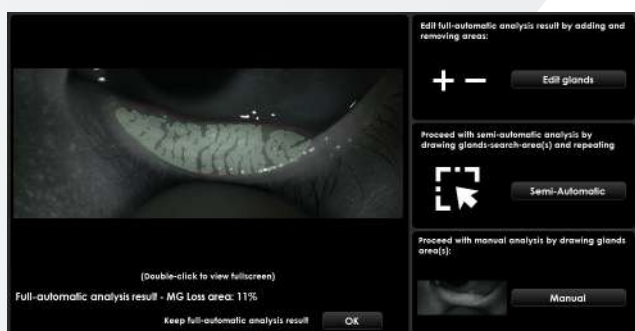 Edit full-automatic analysis result by adding and
removing areas:
Edit glands
Proceed with semi-automatic analysis by
drawing glands-search-area(s) and repeating
Semi-Automatic
Proceed with manual analysis by drawing glands
area(s):
Manual
(Double-click to view fullscreen)
Full-automatic analysis result - MG Loss area: 11%
Keep full-automatic analysis result
OK